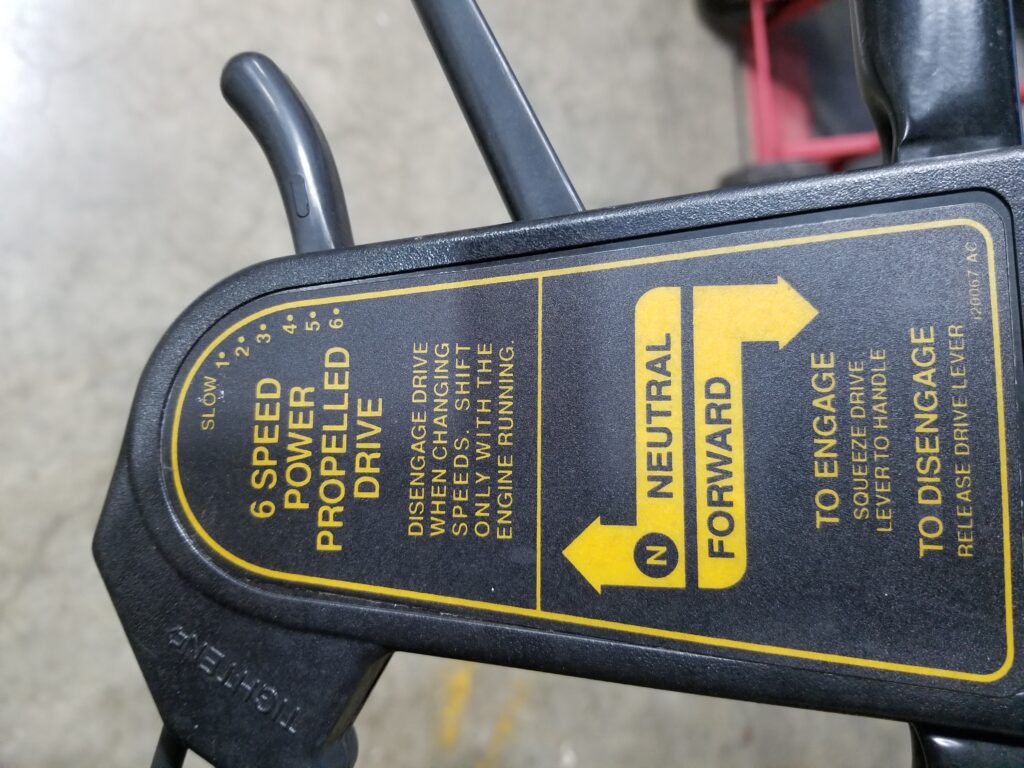 SLOW 1•
2•
3•
4•
5•
6•
6 SPEED
POWER
PROPELLED
DRIVE
DISENGAGE DRIVE
WHEN CHANGING
SPEEDS. SHIFT
ONLY WITH THE
ENGINE RUNNING.
N NEUTRAL
FORWARD
TO ENGAGE
SQUEEZE DRIVE
LEVER TO HANDLE
TO DISENGAGE
RELEASE DRIVE LEVER
120067 AC
TIGHTEN